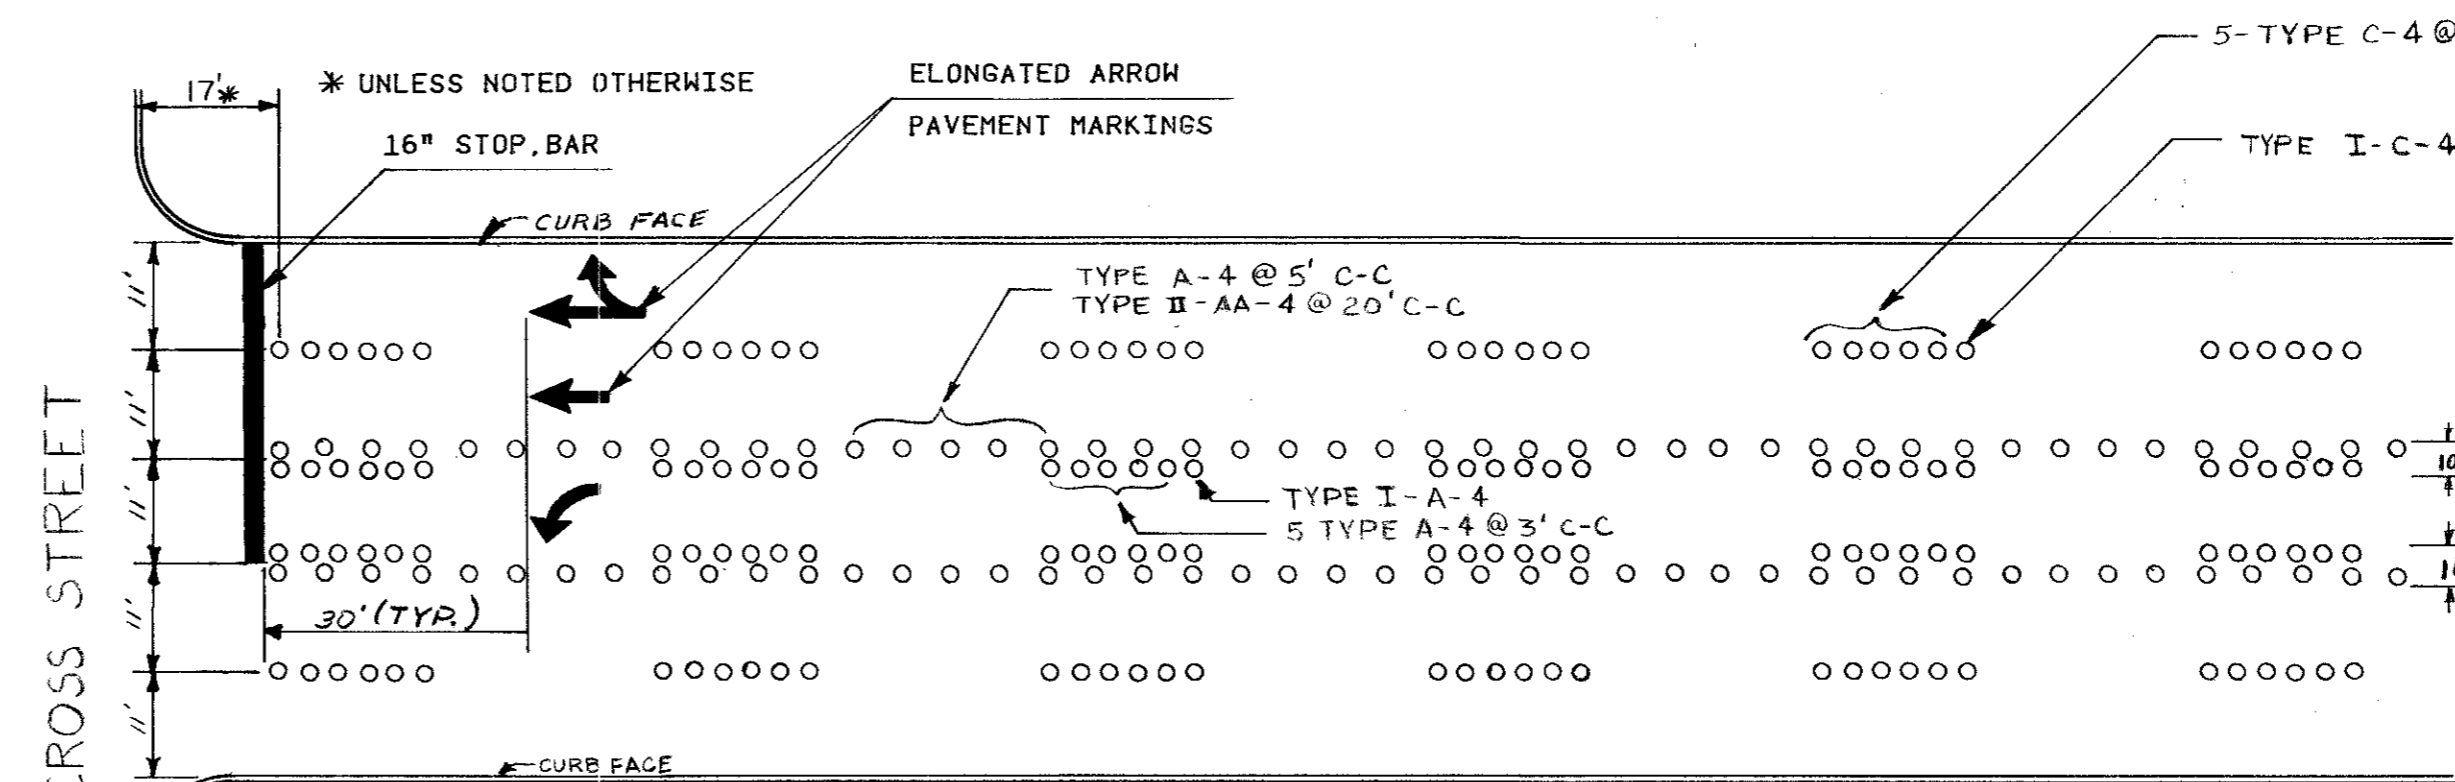 5-TYPE C-4 @
17'*
* UNLESS NOTED OTHERWISE
ELONGATED ARROW
PAVEMENT MARKINGS
16" STOP.BAR
TYPE I-C-4
CURB FACE
TYPE A-4 @ 5' C-C
TYPE II-AA-4 @ 20' C-C
11'
11'
11'
11'
11'
CROSS STREET
10
TYPE I-A-4
5 TYPE A-4 @ 3' C-C
30' (TYP.)
CURB FACE